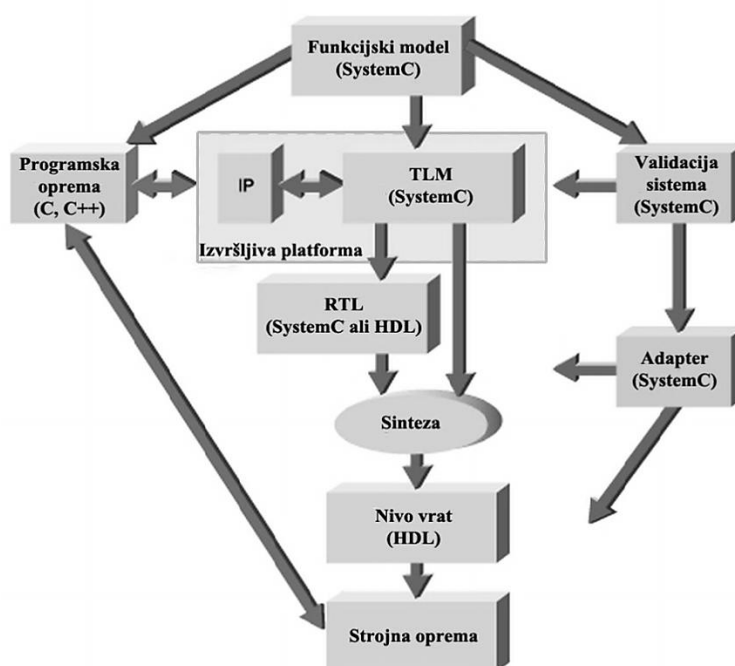 Funkcijski model
(SystemC)
Programska
oprema
(C, C++)
IP
TLM
(SystemC)
Validacija
sistema
(SystemC)
Izvršljiva platforma
RTL
(SystemC ali HDL)
Adapter
(SystemC)
Sinteza
Nivo vrat
(HDL)
Strojna oprema